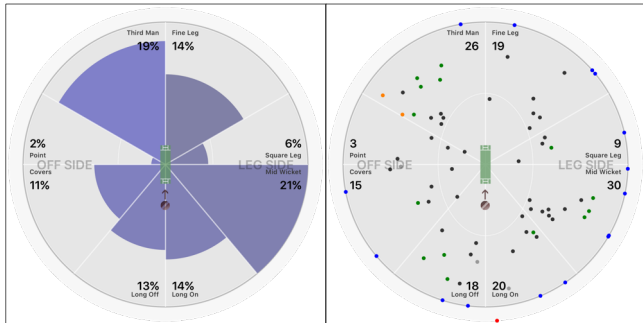 Third Man
19%
Fine Leg
14%
2%
Point
OFF SIDE
Covers
11%
6%
Square Leg
LEG SIDE
Mid Wicket
21%
13%
Long Off
14%
Long On
Third Man
26
Fine Leg
19
3
Point
OFF SIDE
Covers
15
9
Square Leg
LEG SIDE
Mid Wicket
30
18
Long Off
20
Long On